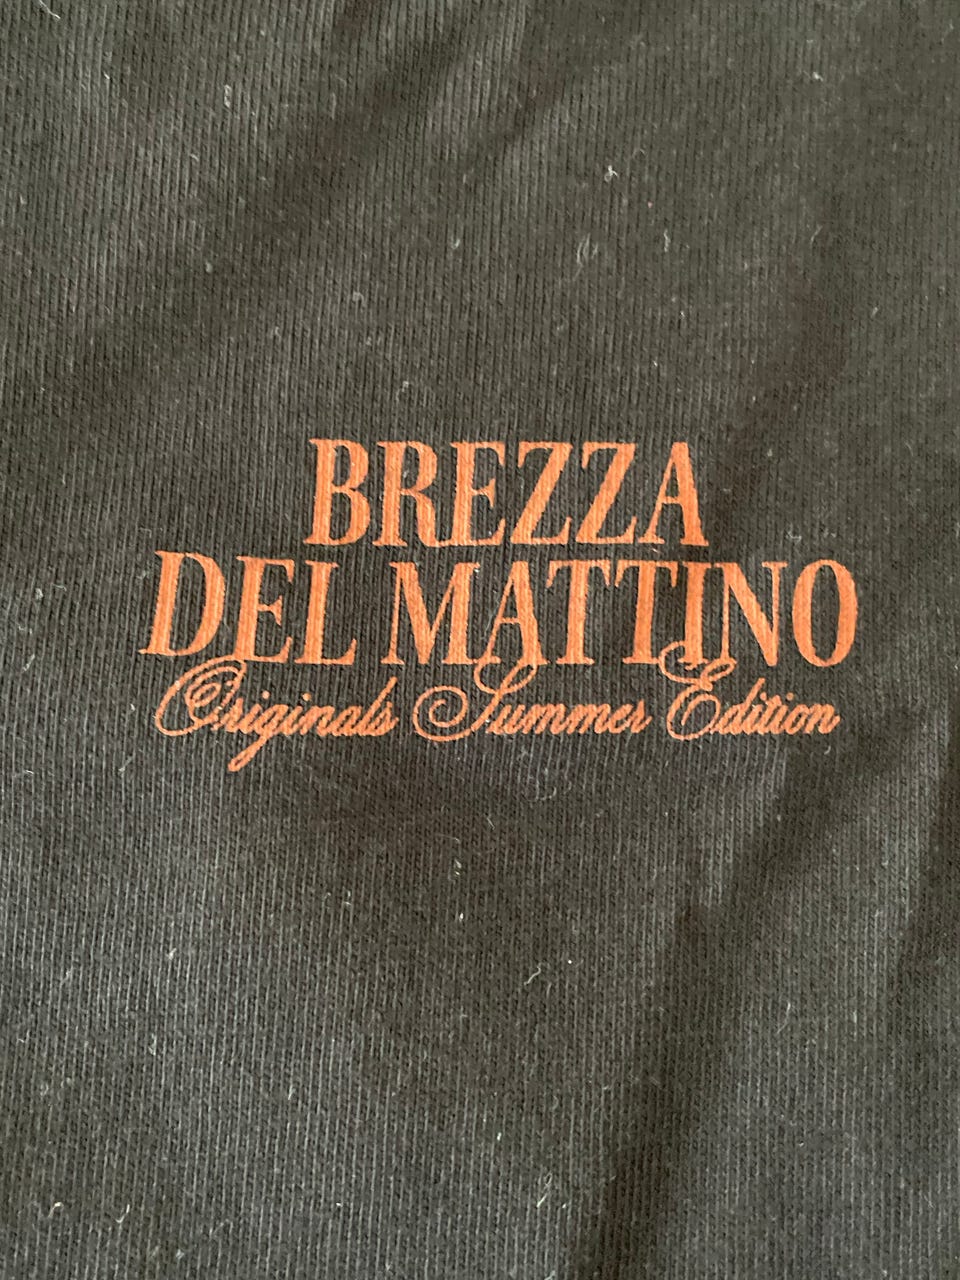 BREZZA
DEL MATTINO
Originals Summer Edition